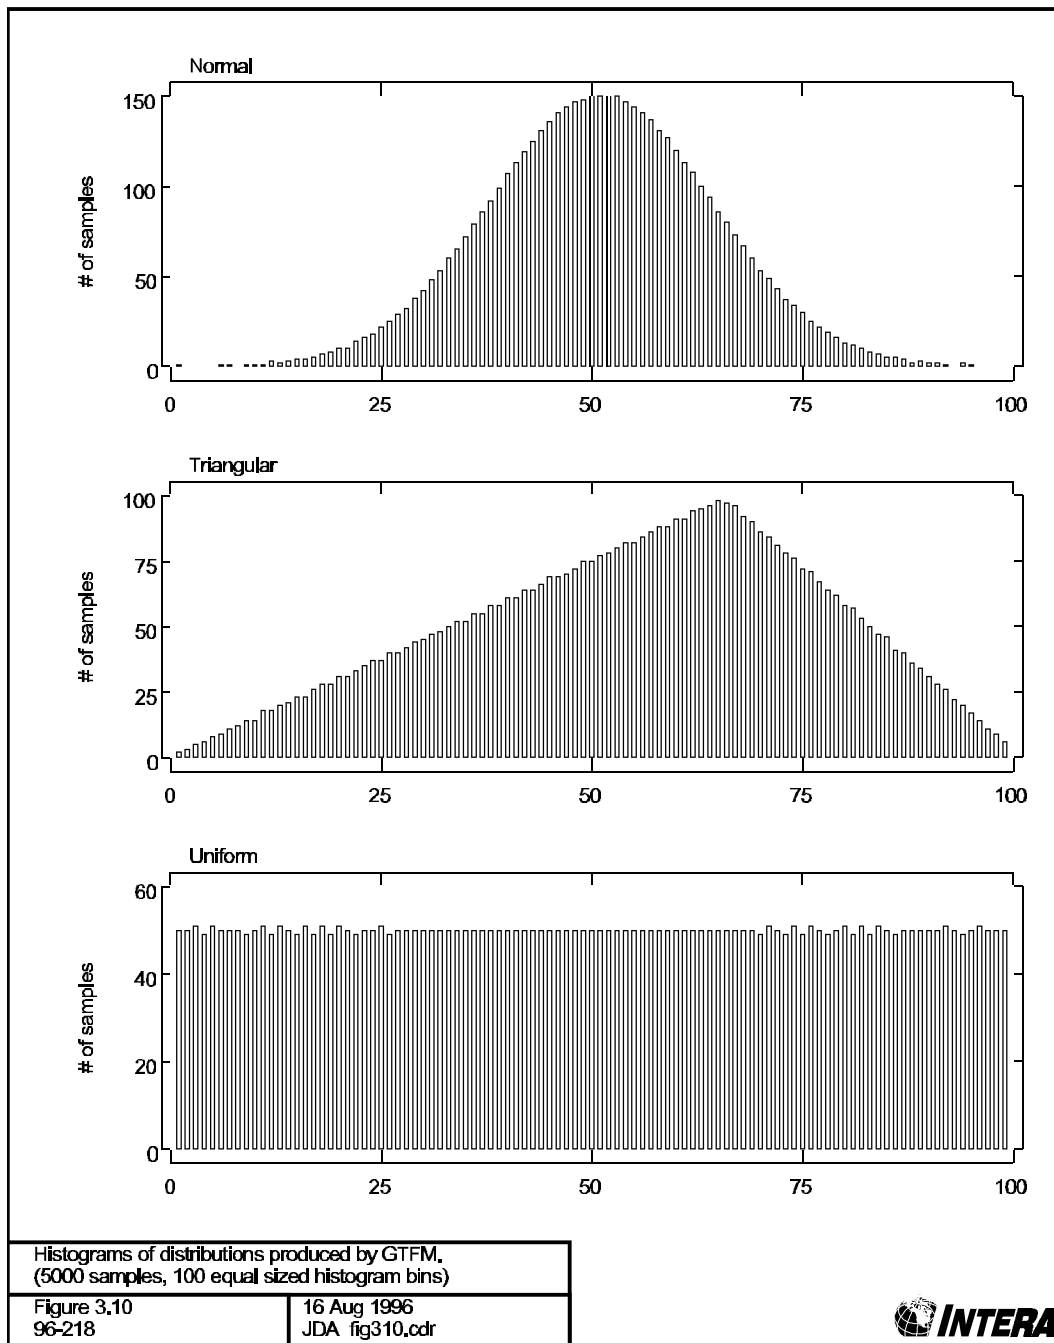 Normal
150
100
50
0
# of samples
0 25 50 75 100
Triangular
100
75
50
25
0
# of samples
0 25 50 75 100
Uniform
60
40
20
0
# of samples
0 25 50 75 100
Histograms of distributions produced by GTFM.
(5000 samples, 100 equal sized histogram bins)
Figure 3.10
96-218
16 Aug 1996
JDA fig310.cdr
INTERA